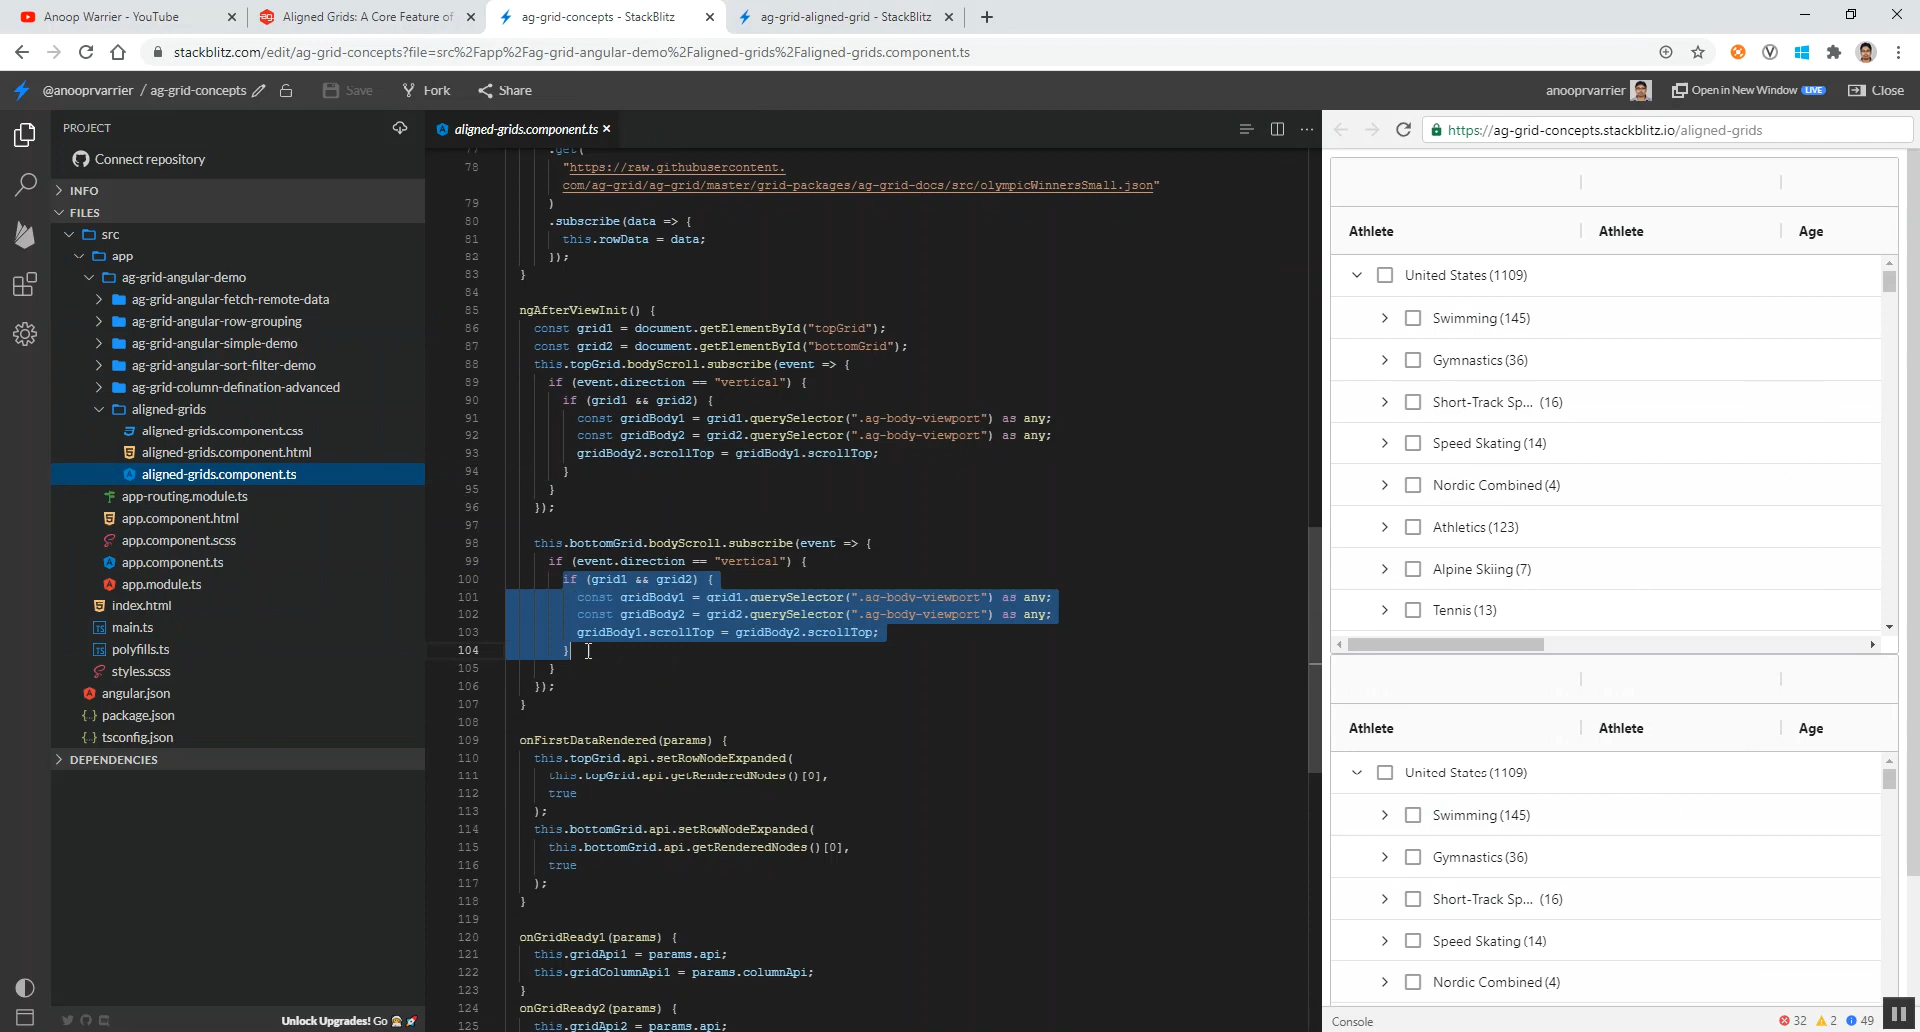 Anoop Warrier - YouTube
Aligned Grids: A Core Feature of
ag-grid-concepts - StackBlitz
ag-grid-aligned-grid - StackBlitz
stackblitz.com/edit/ag-grid-concepts?file=src%2Fapp%2Fag-grid-angular-demo%2Faligned-grids%2Faligned-grids.component.ts
@anooprvarrier / ag-grid-concepts
Save
Fork
Share
anooprvarrier
Open in New Window LIVE
Close
PROJECT
Connect repository
INFO
FILES
src
app
ag-grid-angular-demo
ag-grid-angular-fetch-remote-data
ag-grid-angular-row-grouping
ag-grid-angular-simple-demo
ag-grid-angular-sort-filter-demo
ag-grid-column-defination-advanced
aligned-grids
aligned-grids.component.css
aligned-grids.component.html
aligned-grids.component.ts
app-routing.module.ts
app.component.html
app.component.scss
app.component.ts
app.module.ts
index.html
main.ts
polyfills.ts
styles.scss
angular.json
package.json
tsconfig.json
DEPENDENCIES
Unlock Upgrades! Go
aligned-grids.component.ts
77 .get(
78 "https://raw.githubusercontent.
com/ag-grid/ag-grid/master/grid-packages/ag-grid-docs/src/olympicWinnersSmall.json"
79 )
80 .subscribe(data => {
81 this.rowData = data;
82 });
83 }
84
85 ngAfterViewInit() {
86 const grid1 = document.getElementById("topGrid");
87 const grid2 = document.getElementById("bottomGrid");
88 this.topGrid.bodyScroll.subscribe(event => {
89 if (event.direction == "vertical") {
90 if (grid1 && grid2) {
91 const gridBody1 = grid1.querySelector(".ag-body-viewport") as any;
92 const gridBody2 = grid2.querySelector(".ag-body-viewport") as any;
93 gridBody2.scrollTop = gridBody1.scrollTop;
94 }
95 }
96 });
97
98 this.bottomGrid.bodyScroll.subscribe(event => {
99 if (event.direction == "vertical") {
100 if (grid1 && grid2) {
101 const gridBody1 = grid1.querySelector(".ag-body-viewport") as any;
102 const gridBody2 = grid2.querySelector(".ag-body-viewport") as any;
103 gridBody1.scrollTop = gridBody2.scrollTop;
104 }
105 }
106 });
107 }
108
109 onFirstDataRendered(params) {
110 this.topGrid.api.setRowNodeExpanded(
111 this.topGrid.api.getRenderedNodes()[0],
112 true
113 );
114 this.bottomGrid.api.setRowNodeExpanded(
115 this.bottomGrid.api.getRenderedNodes()[0],
116 true
117 );
118 }
119
120 onGridReady1(params) {
121 this.gridApi1 = params.api;
122 this.gridColumnApi1 = params.columnApi;
123 }
124 onGridReady2(params) {
125 this.gridApi2 = params.api;
https://ag-grid-concepts.stackblitz.io/aligned-grids
Athlete Athlete Age
United States (1109)
Swimming (145)
Gymnastics (36)
Short-Track Sp... (16)
Speed Skating (14)
Nordic Combined (4)
Athletics (123)
Alpine Skiing (7)
Tennis (13)
Athlete Athlete Age
United States (1109)
Swimming (145)
Gymnastics (36)
Short-Track Sp... (16)
Speed Skating (14)
Nordic Combined (4)
Console
32 2 49